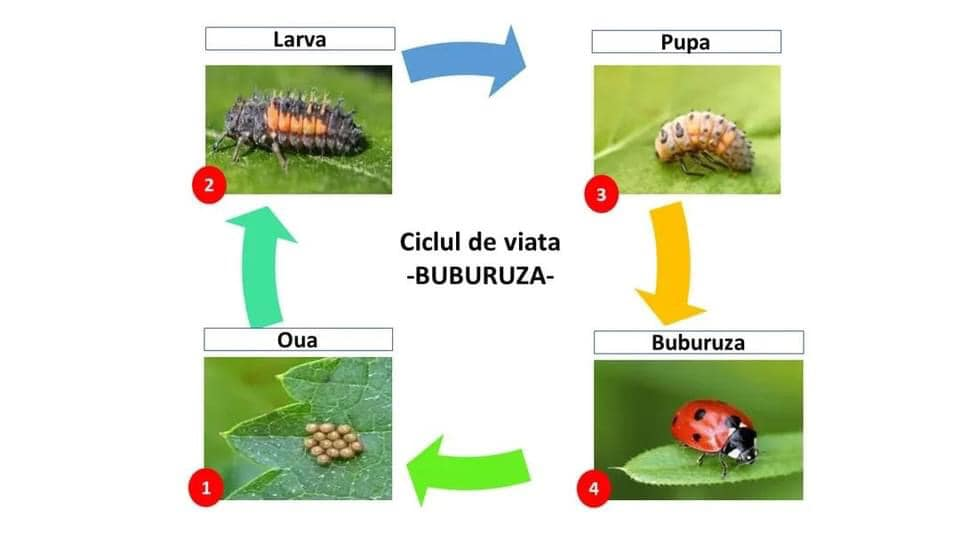 Larva
Pupa
2
3
Ciclul de viata
-BUBURUZA-
Oua
Buburuza
1
4